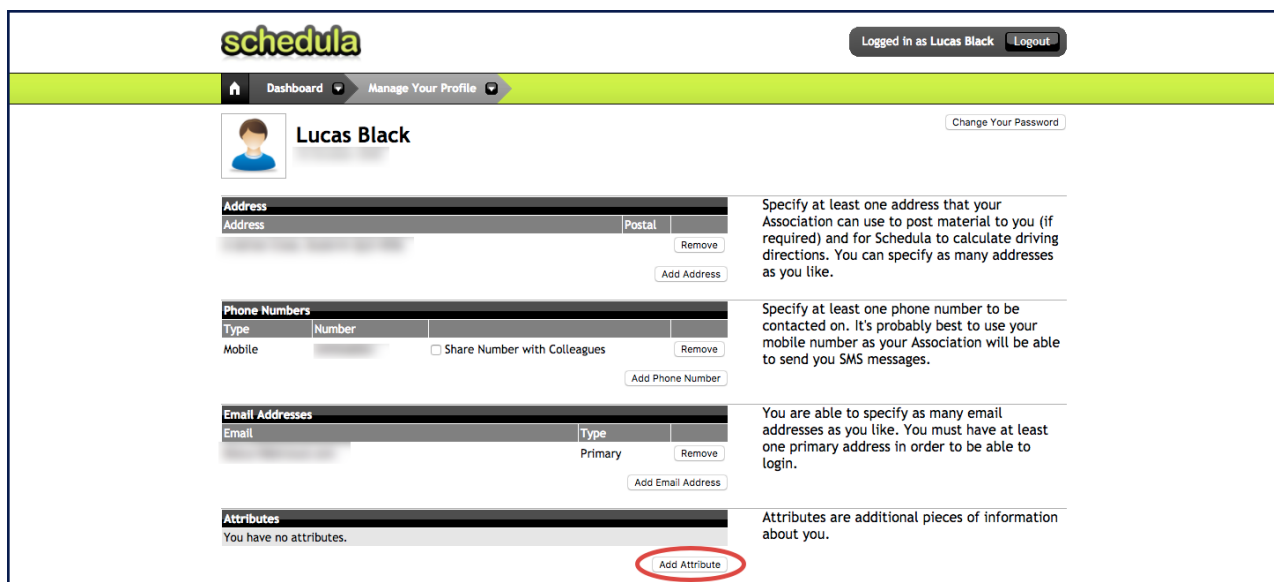 schedula
Logged in as Lucas Black Logout
Dashboard Manage Your Profile
Lucas Black
Change Your Password
Address
Address Postal
Remove
Add Address
Specify at least one address that your
Association can use to post material to you (if
required) and for Schedula to calculate driving
directions. You can specify as many addresses
as you like.
Phone Numbers
Type Number
Mobile Share Number with Colleagues Remove
Add Phone Number
Specify at least one phone number to be
contacted on. It's probably best to use your
mobile number as your Association will be able
to send you SMS messages.
Email Addresses
Email Type
Primary Remove
Add Email Address
You are able to specify as many email
addresses as you like. You must have at least
one primary address in order to be able to
login.
Attributes
You have no attributes.
Add Attribute
Attributes are additional pieces of information
about you.